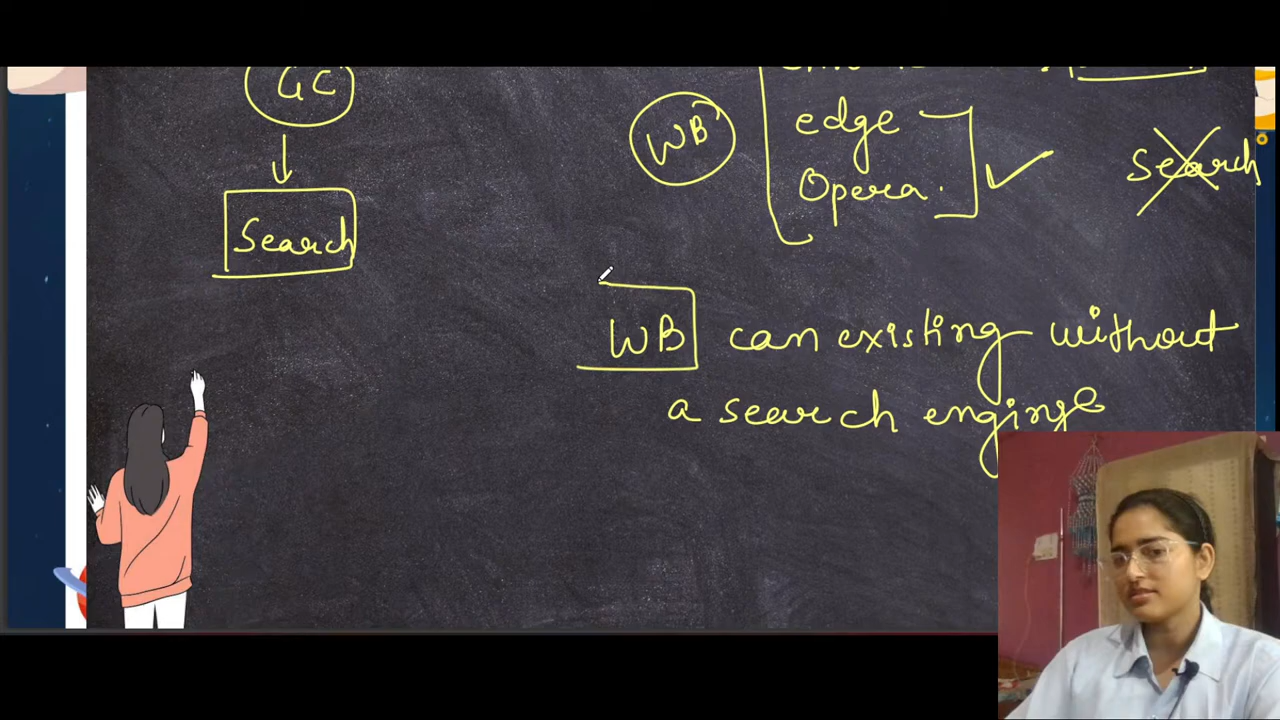 GC
WB
edge
Opera.
Search
Search
WB can existing without
a search engine